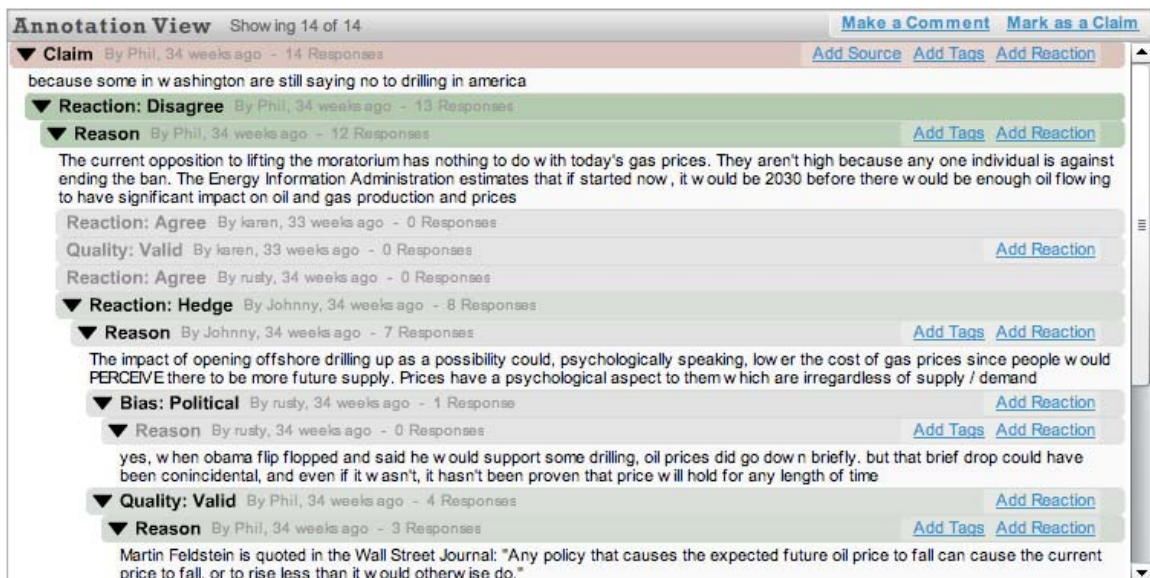 Annotation View Showing 14 of 14 Make a Comment Mark as a Claim
Claim By Phil, 34 weeks ago - 14 Responses Add Source Add Tags Add Reaction
because some in washington are still saying no to drilling in america
Reaction: Disagree By Phil, 34 weeks ago - 13 Responses
Reason By Phil, 34 weeks ago - 12 Responses Add Tags Add Reaction
The current opposition to lifting the moratorium has nothing to do with today's gas prices. They aren't high because any one individual is against
ending the ban. The Energy Information Administration estimates that if started now, it would be 2030 before there would be enough oil flowing
to have significant impact on oil and gas production and prices
Reaction: Agree By karen, 33 weeks ago - 0 Responses
Quality: Valid By karen, 33 weeks ago - 0 Responses Add Reaction
Reaction: Agree By rusty, 34 weeks ago - 0 Responses
Reaction: Hedge By Johnny, 34 weeks ago - 8 Responses
Reason By Johnny, 34 weeks ago - 7 Responses Add Tags Add Reaction
The impact of opening offshore drilling up as a possibility could, psychologically speaking, lower the cost of gas prices since people would
PERCEIVE there to be more future supply. Prices have a psychological aspect to them which are irregardless of supply / demand
Bias: Political By rusty, 34 weeks ago - 1 Response Add Reaction
Reason By rusty, 34 weeks ago - 0 Responses Add Tags Add Reaction
yes, when obama flip flopped and said he would support some drilling, oil prices did go down briefly. but that brief drop could have
been conincidental, and even if it wasn't, it hasn't been proven that price will hold for any length of time
Quality: Valid By Phil, 34 weeks ago - 4 Responses Add Reaction
Reason By Phil, 34 weeks ago - 3 Responses Add Tags Add Reaction
Martin Feldstein is quoted in the Wall Street Journal: "Any policy that causes the expected future oil price to fall can cause the current
price to fall, or to rise less than it would otherwise do."